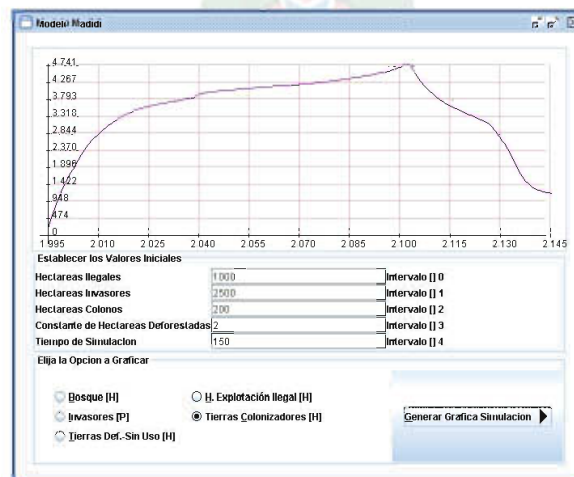 Modelo Madidi
4.741
4.267
3.793
3.318
2.844
2.370
1.896
1.422
948
474
0
1.995 2.010 2.025 2.040 2.055 2.070 2.085 2.100 2.115 2.130 2.145
Establecer los Valores Iniciales
Hectareas Ilegales 1000 Intervalo [] 0
Hectareas Invasores 2500 Intervalo [] 1
Hectareas Colonos 200 Intervalo [] 2
Constante de Hectareas Deforestadas 2 Intervalo [] 3
Tiempo de Simulacion 150 Intervalo [] 4
Elija la Opcion a Graficar
Bosque [H] H. Explotación Ilegal [H]
Invasores [P] Tierras Colonizadores [H]
Tierras Def.-Sin Uso [H]
Generar Grafica Simulacion